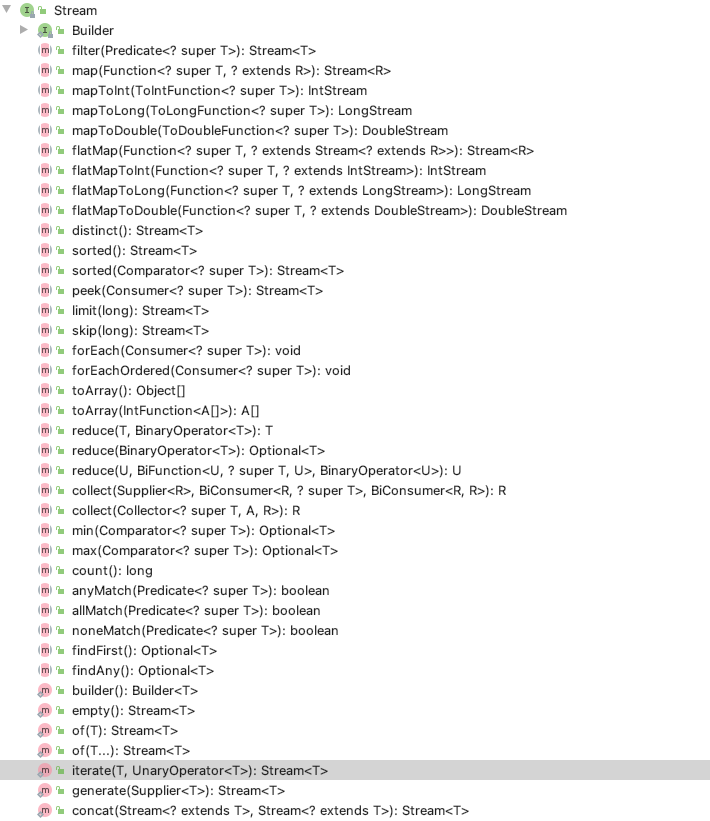 Stream
Builder
filter(Predicate<? super T>): Stream<T>
map(Function<? super T, ? extends R>): Stream<R>
mapToInt(ToIntFunction<? super T>): IntStream
mapToLong(ToLongFunction<? super T>): LongStream
mapToDouble(ToDoubleFunction<? super T>): DoubleStream
flatMap(Function<? super T, ? extends Stream<? extends R>>): Stream<R>
flatMapToInt(Function<? super T, ? extends IntStream>): IntStream
flatMapToLong(Function<? super T, ? extends LongStream>): LongStream
flatMapToDouble(Function<? super T, ? extends DoubleStream>): DoubleStream
distinct(): Stream<T>
sorted(): Stream<T>
sorted(Comparator<? super T>): Stream<T>
peek(Consumer<? super T>): Stream<T>
limit(long): Stream<T>
skip(long): Stream<T>
forEach(Consumer<? super T>): void
forEachOrdered(Consumer<? super T>): void
toArray(): Object[]
toArray(IntFunction<A[]>): A[]
reduce(T, BinaryOperator<T>): T
reduce(BinaryOperator<T>): Optional<T>
reduce(U, BiFunction<U, ? super T, U>, BinaryOperator<U>): U
collect(Supplier<R>, BiConsumer<R, ? super T>, BiConsumer<R, R>): R
collect(Collector<? super T, A, R>): R
min(Comparator<? super T>): Optional<T>
max(Comparator<? super T>): Optional<T>
count(): long
anyMatch(Predicate<? super T>): boolean
allMatch(Predicate<? super T>): boolean
noneMatch(Predicate<? super T>): boolean
findFirst(): Optional<T>
findAny(): Optional<T>
builder(): Builder<T>
empty(): Stream<T>
of(T): Stream<T>
of(T...): Stream<T>
iterate(T, UnaryOperator<T>): Stream<T>
generate(Supplier<T>): Stream<T>
concat(Stream<? extends T>, Stream<? extends T>): Stream<T>